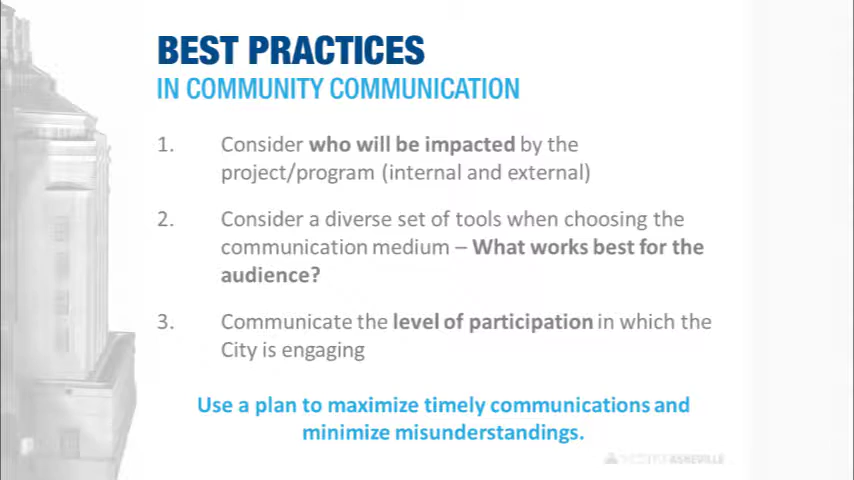 BEST PRACTICES
IN COMMUNITY COMMUNICATION
1. Consider who will be impacted by the
project/program (internal and external)
2. Consider a diverse set of tools when choosing the
communication medium – What works best for the
audience?
3. Communicate the level of participation in which the
City is engaging
Use a plan to maximize timely communications and
minimize misunderstandings.
ASHEVILLE